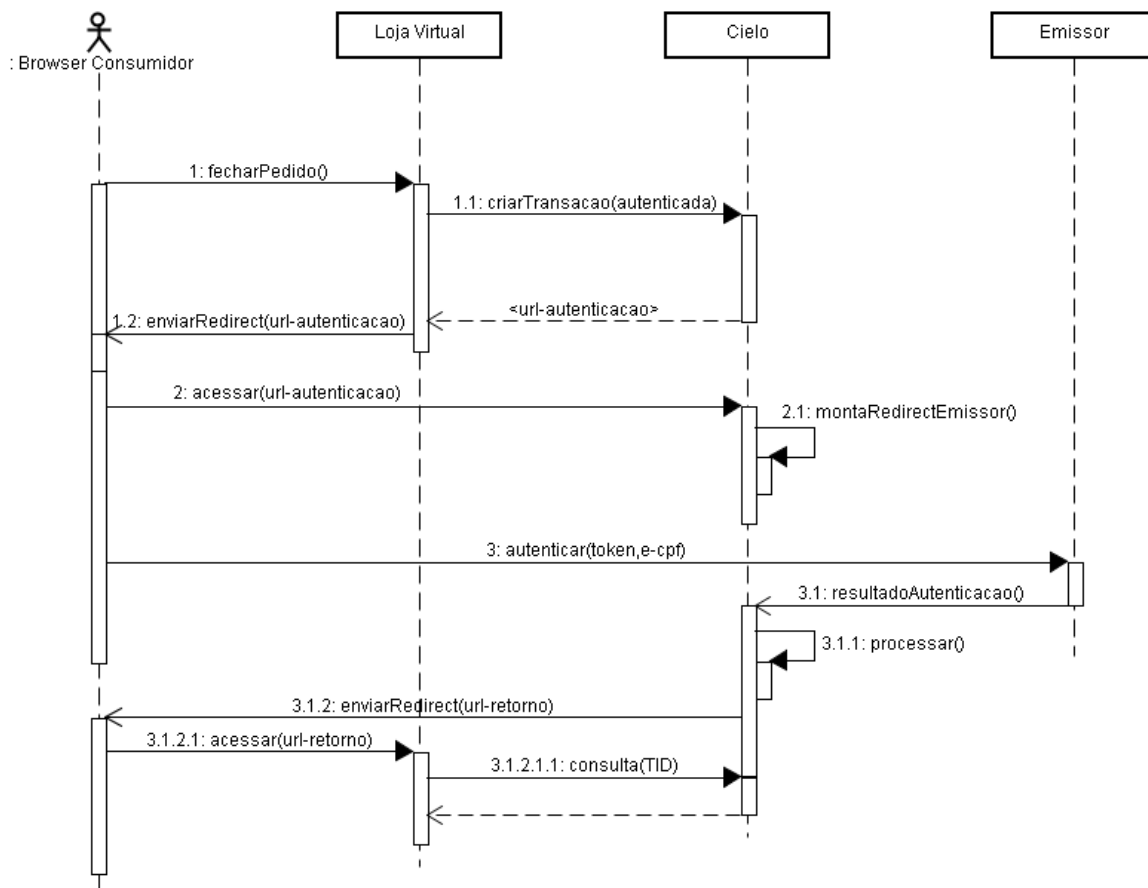 Loja Virtual
Cielo
Emissor
: Browser Consumidor
1: fecharPedido()
1.1: criarTransacao(autenticada)
<url-autenticacao>
1.2: enviarRedirect(url-autenticacao)
2: acessar(url-autenticacao)
2.1: montaRedirectEmissor()
3: autenticar(token,e-cpf)
3.1: resultadoAutenticacao()
3.1.1: processar()
3.1.2: enviarRedirect(url-retorno)
3.1.2.1: acessar(url-retorno)
3.1.2.1.1: consulta(TID)